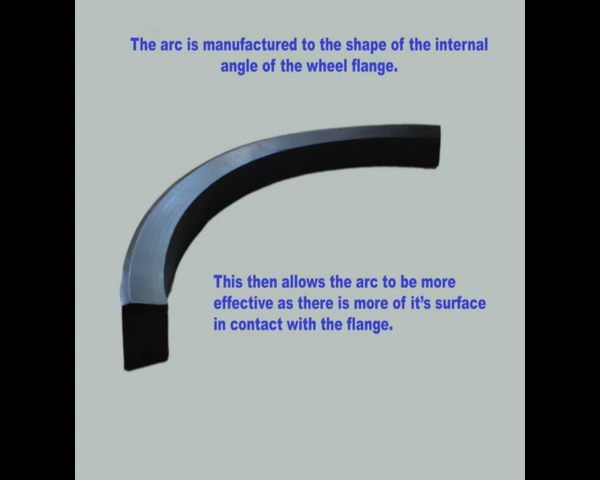 The arc is manufactured to the shape of the internal
angle of the wheel flange.
This then allows the arc to be more
effective as there is more of it's surface
in contact with the flange.